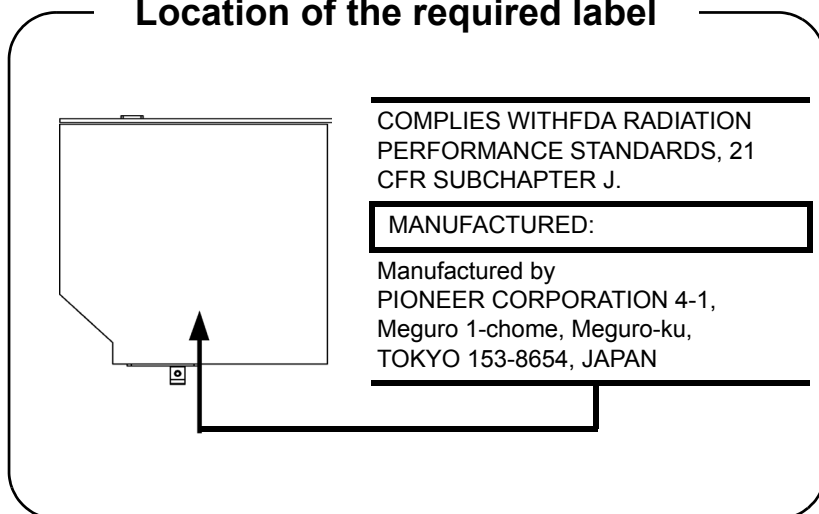 Location of the required label
COMPLIES WITHFDA RADIATION
PERFORMANCE STANDARDS, 21
CFR SUBCHAPTER J.
MANUFACTURED:
Manufactured by
PIONEER CORPORATION 4-1,
Meguro 1-chome, Meguro-ku,
TOKYO 153-8654, JAPAN